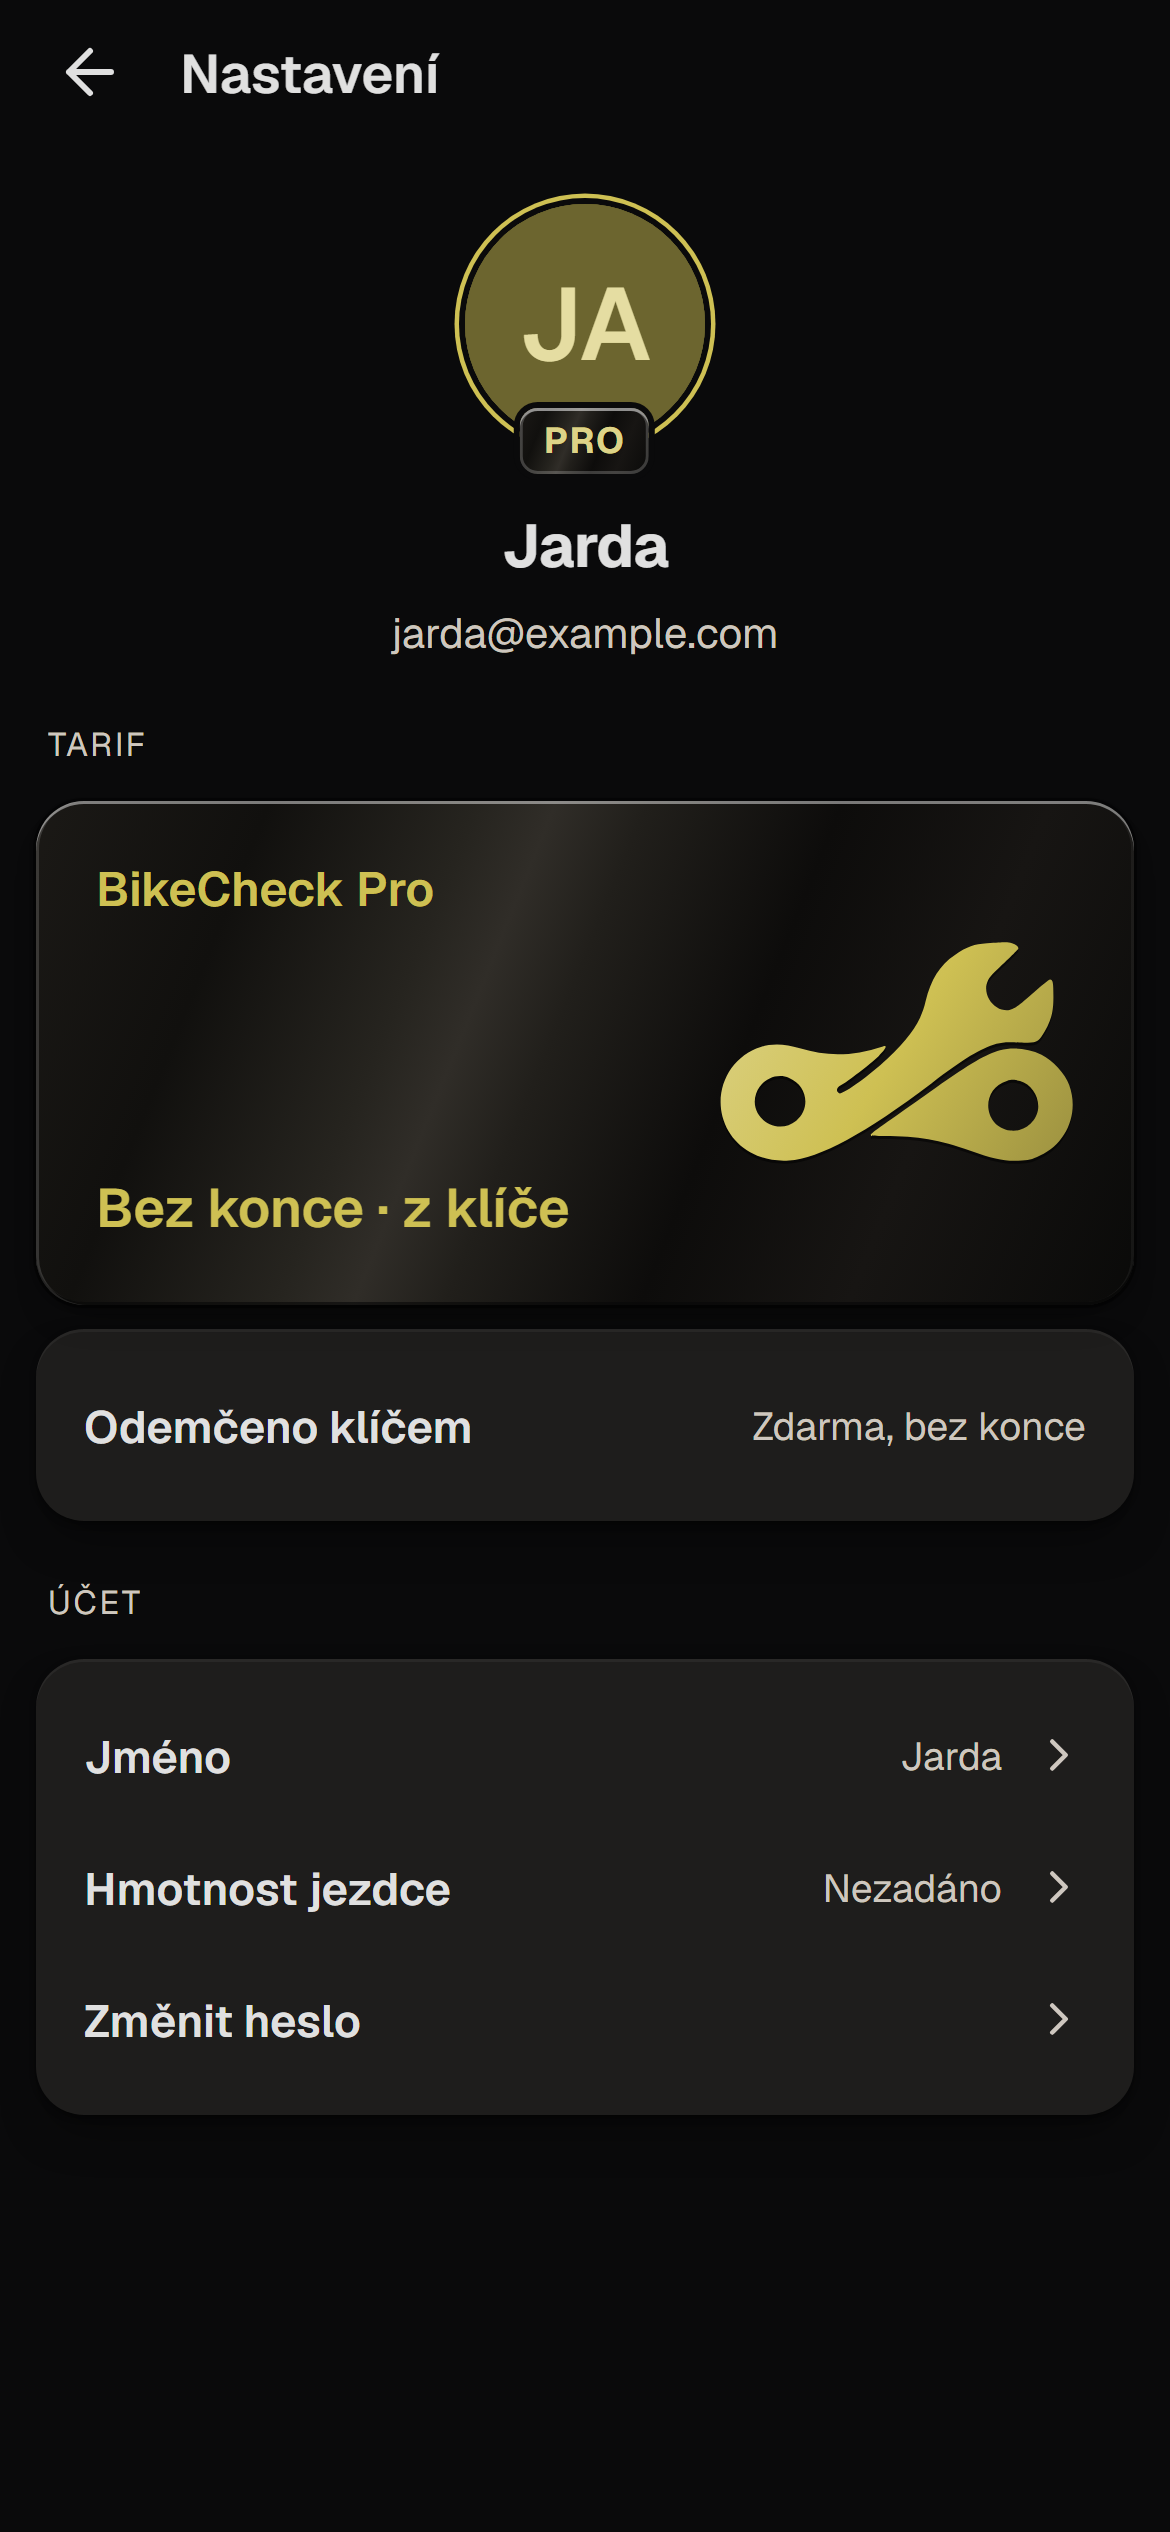 Nastavení
JA
PRO
Jarda
jarda@example.com
TARIF
BikeCheck Pro
Bez konce · z klíče
Odemčeno klíčem Zdarma, bez konce
ÚČET
Jméno Jarda
Hmotnost jezdce Nezadáno
Změnit heslo